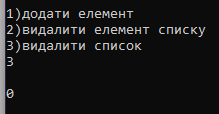 1)додати елемент
2)видалити елемент списку
3)видалити список
3
0